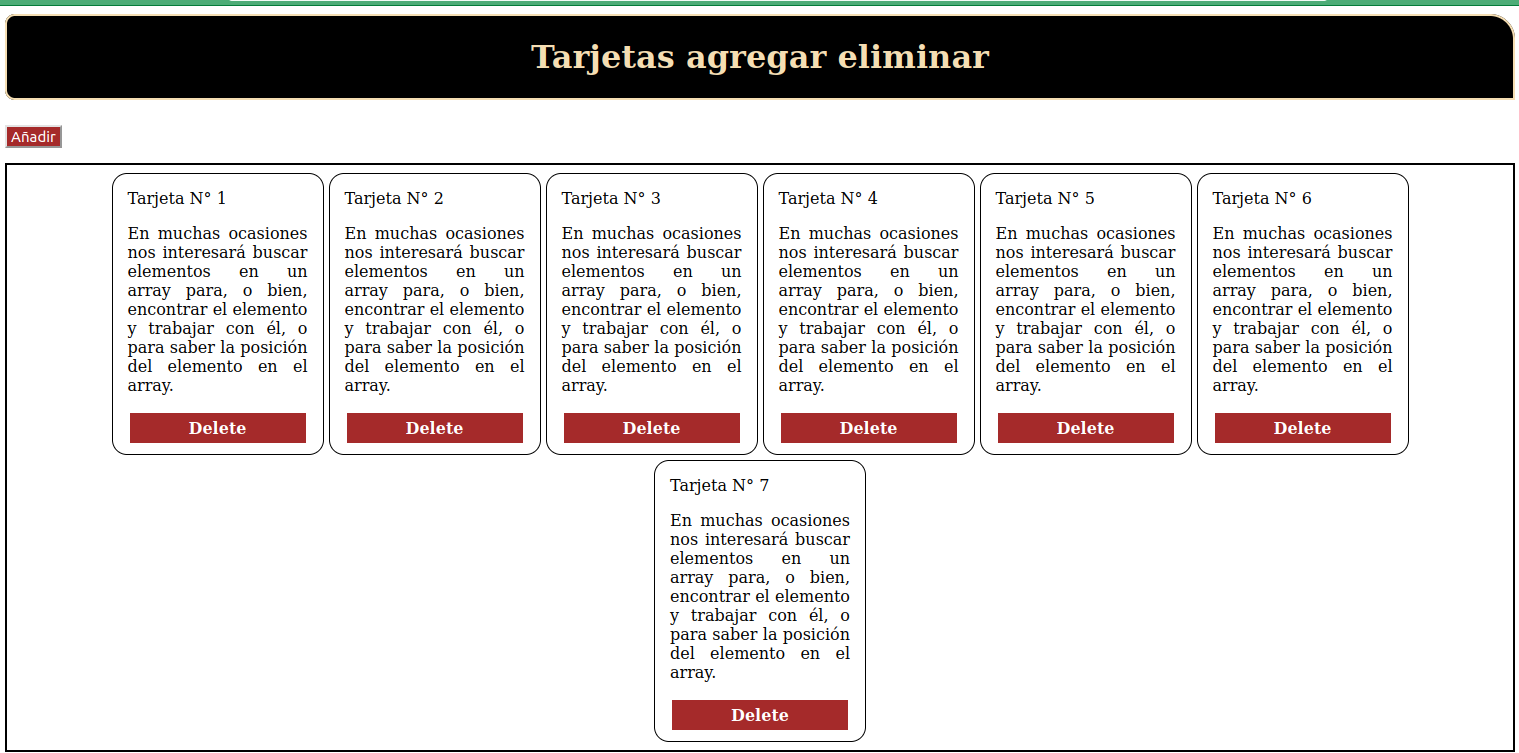 Tarjetas agregar eliminar
Añadir
Tarjeta N° 1
En muchas ocasiones
nos interesará buscar
elementos en un
array para, o bien,
encontrar el elemento
y trabajar con él, o
para saber la posición
del elemento en el
array.
Delete
Tarjeta N° 2
En muchas ocasiones
nos interesará buscar
elementos en un
array para, o bien,
encontrar el elemento
y trabajar con él, o
para saber la posición
del elemento en el
array.
Delete
Tarjeta N° 3
En muchas ocasiones
nos interesará buscar
elementos en un
array para, o bien,
encontrar el elemento
y trabajar con él, o
para saber la posición
del elemento en el
array.
Delete
Tarjeta N° 4
En muchas ocasiones
nos interesará buscar
elementos en un
array para, o bien,
encontrar el elemento
y trabajar con él, o
para saber la posición
del elemento en el
array.
Delete
Tarjeta N° 5
En muchas ocasiones
nos interesará buscar
elementos en un
array para, o bien,
encontrar el elemento
y trabajar con él, o
para saber la posición
del elemento en el
array.
Delete
Tarjeta N° 6
En muchas ocasiones
nos interesará buscar
elementos en un
array para, o bien,
encontrar el elemento
y trabajar con él, o
para saber la posición
del elemento en el
array.
Delete
Tarjeta N° 7
En muchas ocasiones
nos interesará buscar
elementos en un
array para, o bien,
encontrar el elemento
y trabajar con él, o
para saber la posición
del elemento en el
array.
Delete